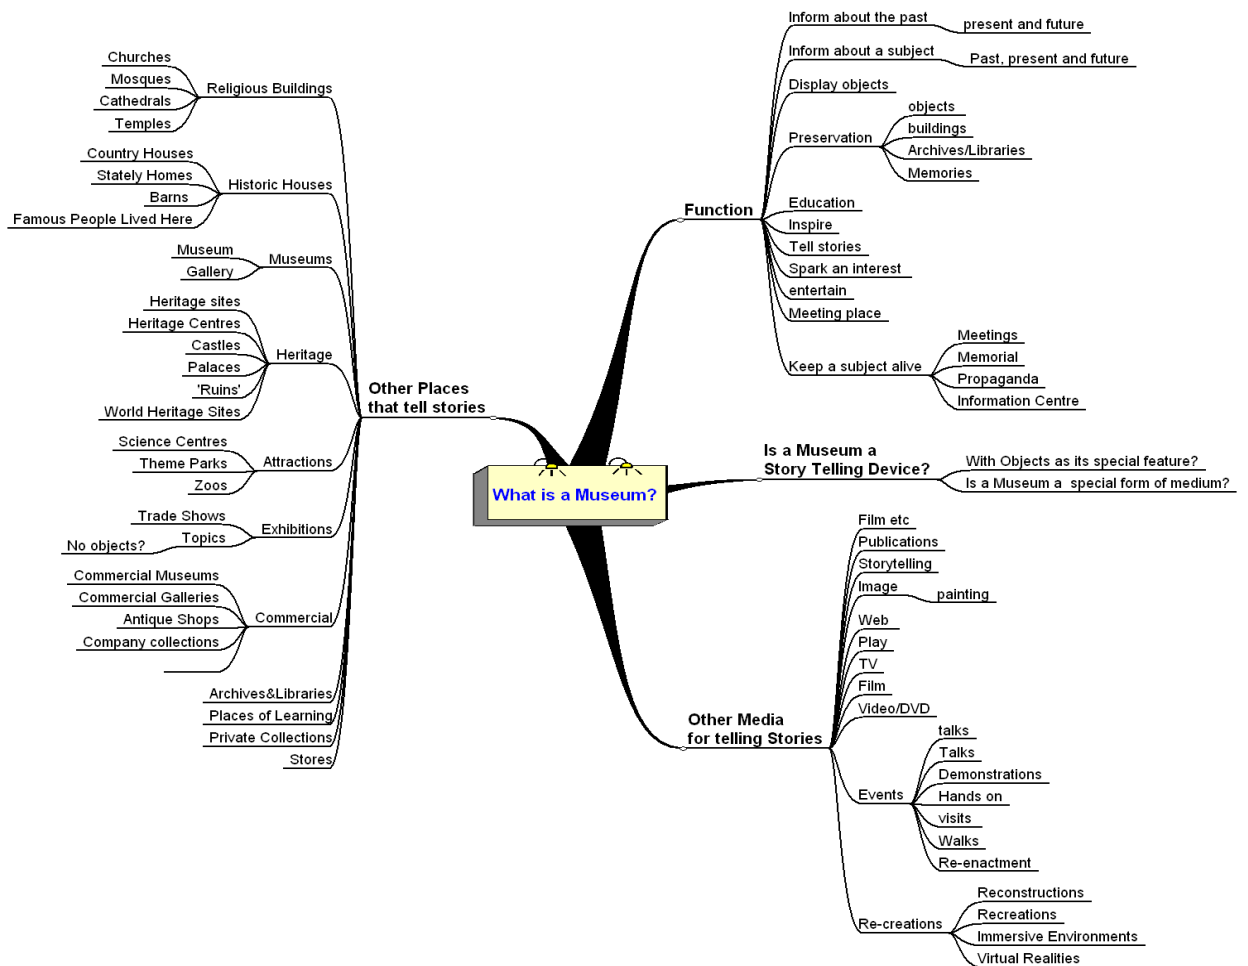 What is a Museum?
Function
Inform about the past
present and future
Inform about a subject
Past, present and future
Display objects
Preservation
objects
buildings
Archives/Libraries
Memories
Education
Inspire
Tell stories
Spark an interest
entertain
Meeting place
Keep a subject alive
Meetings
Memorial
Propaganda
Information Centre
Is a Museum a
Story Telling Device?
With Objects as its special feature?
Is a Museum a special form of medium?
Other Media
for telling Stories
Film etc
Publications
Storytelling
Image
painting
Web
Play
TV
Film
Video/DVD
Events
talks
Talks
Demonstrations
Hands on
visits
Walks
Re-enactment
Re-creations
Reconstructions
Recreations
Immersive Environments
Virtual Realities
Other Places
that tell stories
Religious Buildings
Churches
Mosques
Cathedrals
Temples
Historic Houses
Country Houses
Stately Homes
Barns
Famous People Lived Here
Museums
Museum
Gallery
Heritage
Heritage sites
Heritage Centres
Castles
Palaces
'Ruins'
World Heritage Sites
Attractions
Science Centres
Theme Parks
Zoos
Exhibitions
Trade Shows
Topics
No objects?
Commercial
Commercial Museums
Commercial Galleries
Antique Shops
Company collections
Archives&Libraries
Places of Learning
Private Collections
Stores